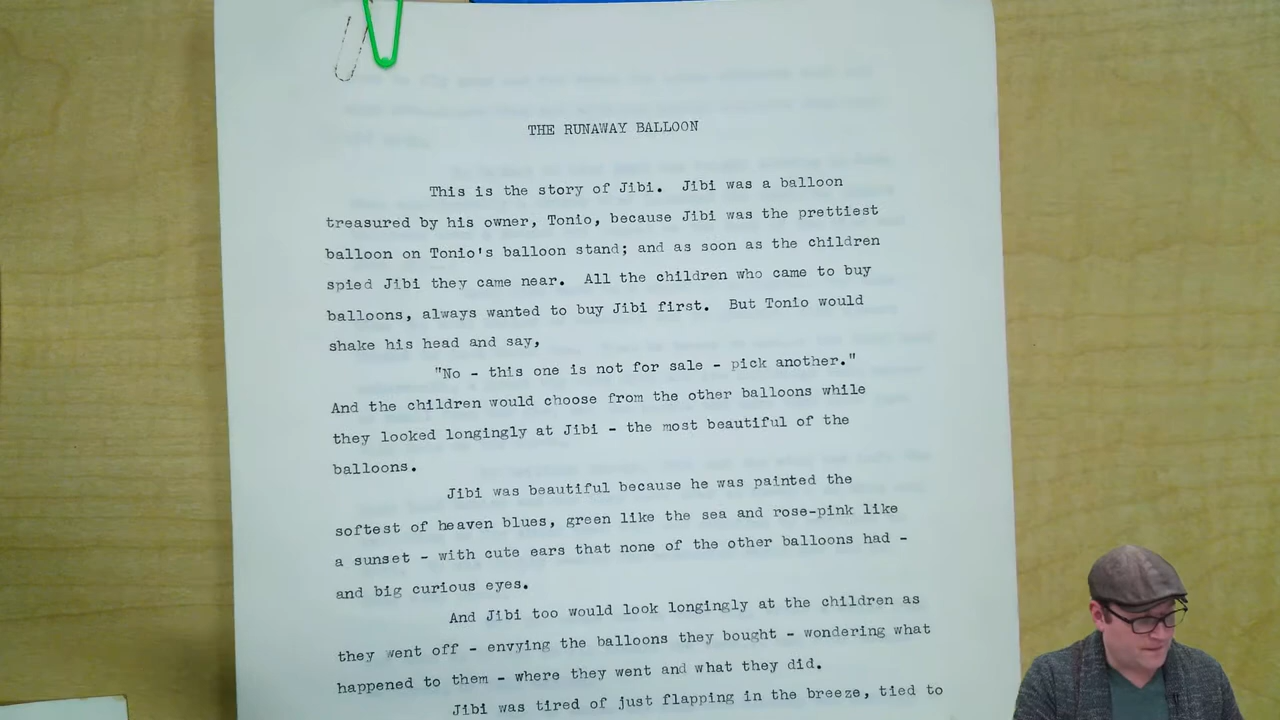 THE RUNAWAY BALLOON
This is the story of Jibi. Jibi was a balloon
treasured by his owner, Tonio, because Jibi was the prettiest
balloon on Tonio's balloon stand; and as soon as the children
spied Jibi they came near. All the children who came to buy
balloons, always wanted to buy Jibi first. But Tonio would
shake his head and say,
"No - this one is not for sale - pick another."
And the children would choose from the other balloons while
they looked longingly at Jibi - the most beautiful of the
balloons.
Jibi was beautiful because he was painted the
softest of heaven blues, green like the sea and rose-pink like
a sunset - with cute ears that none of the other balloons had -
and big curious eyes.
And Jibi too would look longingly at the children as
they went off - envying the balloons they bought - wondering what
happened to them - where they went and what they did.
Jibi was tired of just flapping in the breeze, tied to